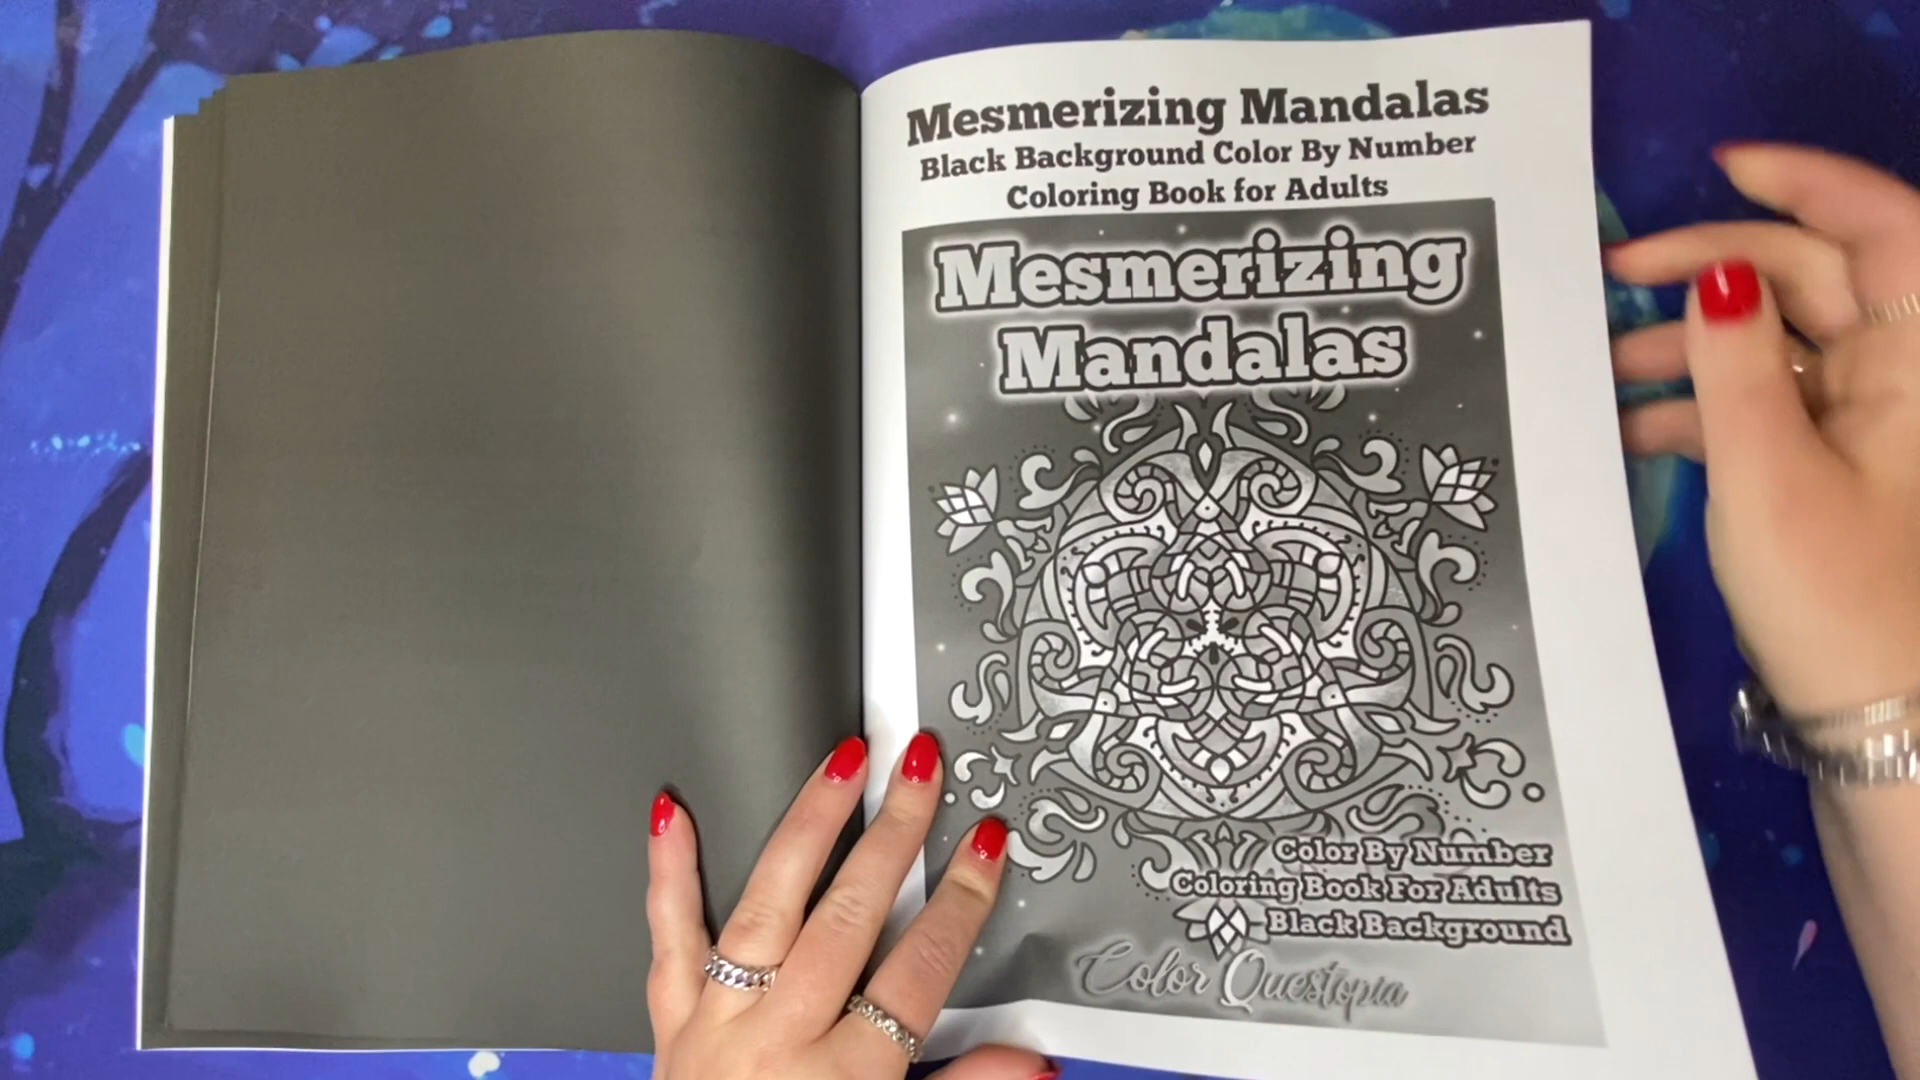 Mesmerizing Mandalas
Black Background Color By Number
Coloring Book for Adults
Mesmerizing
Mandalas
Color By Number
Coloring Book For Adults
Black Background
Color Questopia